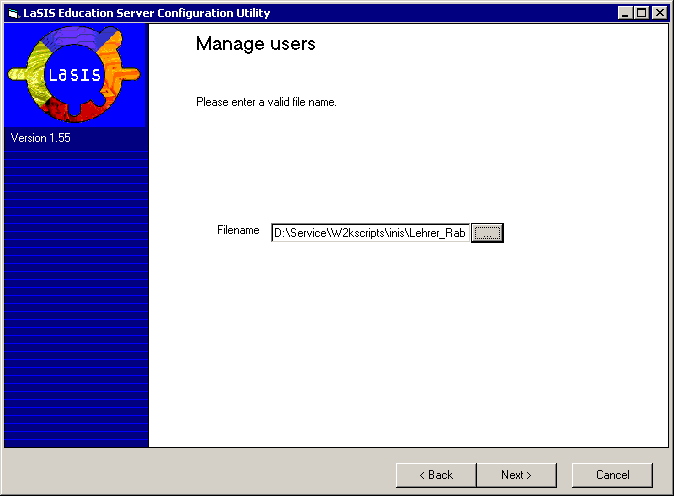 LaSIS Education Server Configuration Utility
LaSIS
Manage users
Please enter a valid file name.
Version 1.55
Filename D:\Service\W2kscripts\inis\Lehrer_Rab ...
< Back Next > Cancel